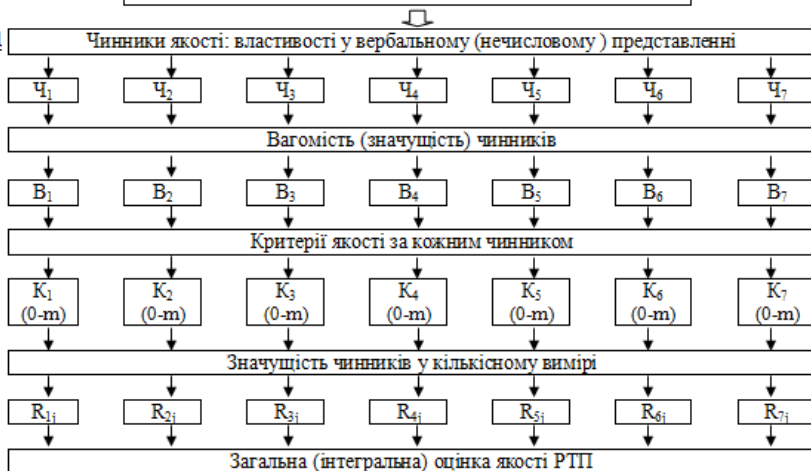 Чинники якості: властивості у вербальному (нечисловому ) представленні
Ч1 Ч2 Ч3 Ч4 Ч5 Ч6 Ч7
Вагомість (значущість) чинників
В1 В2 В3 В4 В5 В6 В7
Критерії якості за кожним чинником
К1 К2 К3 К4 К5 К6 К7
(0-m) (0-m) (0-m) (0-m) (0-m) (0-m) (0-m)
Значущість чинників у кількісному вимірі
R1j R2j R3j R4j R5j R6j R7j
Загальна (інтегральна) оцінка якості РТП